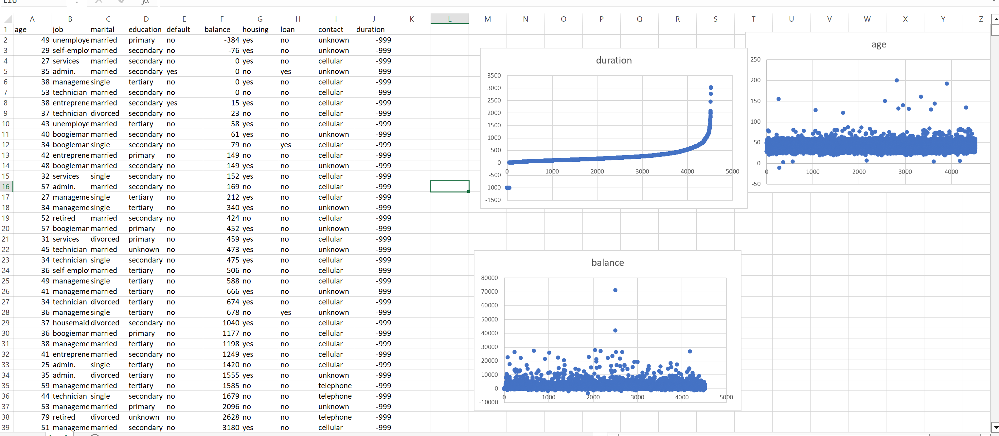 L16 fx
A B C D E F G H I J K L M N O P Q R S T U V W X Y Z
1 age job marital education default balance housing loan contact duration
2 49 unemploye married primary no -384 yes no unknown -999
3 29 self-emplo married secondary no -76 yes no unknown -999
4 27 services married secondary no 0 yes no cellular -999
5 35 admin. married secondary yes 0 no yes unknown -999
6 38 manageme single tertiary no 0 yes no cellular -999
7 53 technician married secondary no 0 no no cellular -999
8 38 entreprene married secondary yes 15 yes no cellular -999
9 37 technician divorced secondary no 23 no no cellular -999
10 43 unemploye married tertiary no 58 yes no cellular -999
11 40 boogieman married secondary no 61 yes no unknown -999
12 34 boogieman single secondary no 79 no yes cellular -999
13 42 entreprene married primary no 149 no no cellular -999
14 48 boogieman married secondary no 149 yes no unknown -999
15 32 services single secondary no 152 yes no cellular -999
16 57 admin. married secondary no 169 no no cellular -999
17 27 manageme single tertiary no 212 yes no cellular -999
18 34 manageme single tertiary no 340 yes no unknown -999
19 52 retired married secondary no 424 no no cellular -999
20 57 boogieman married primary no 452 yes no unknown -999
21 31 services divorced primary no 459 yes no cellular -999
22 45 technician married unknown no 473 yes no unknown -999
23 34 technician single secondary no 475 yes no cellular -999
24 36 self-emplo married tertiary no 506 no no cellular -999
25 49 manageme single tertiary no 588 no no cellular -999
26 41 manageme married tertiary no 666 yes no unknown -999
27 34 technician divorced tertiary no 674 yes no cellular -999
28 36 manageme single tertiary no 678 no yes unknown -999
29 37 housemaid divorced secondary no 1040 yes no cellular -999
30 36 boogieman married primary no 1177 no no cellular -999
31 38 manageme married tertiary no 1198 yes no cellular -999
32 41 entreprene married secondary no 1249 yes no cellular -999
33 25 admin. single tertiary no 1420 no no cellular -999
34 35 admin. divorced tertiary no 1555 yes no unknown -999
35 59 manageme married tertiary no 1585 no no telephone -999
36 44 technician single secondary no 1679 no no telephone -999
37 53 manageme married primary no 2096 no no unknown -999
38 79 retired divorced unknown no 2628 no no telephone -999
39 51 manageme married secondary no 3180 yes no cellular -999
duration
3500
3000
2500
2000
1500
1000
500
0
0 1000 2000 3000 4000 5000
-500
-1000
-1500
age
250
200
150
100
50
0
0 1000 2000 3000 4000
-50
balance
80000
70000
60000
50000
40000
30000
20000
10000
0
0 1000 2000 3000 4000 5000
-10000